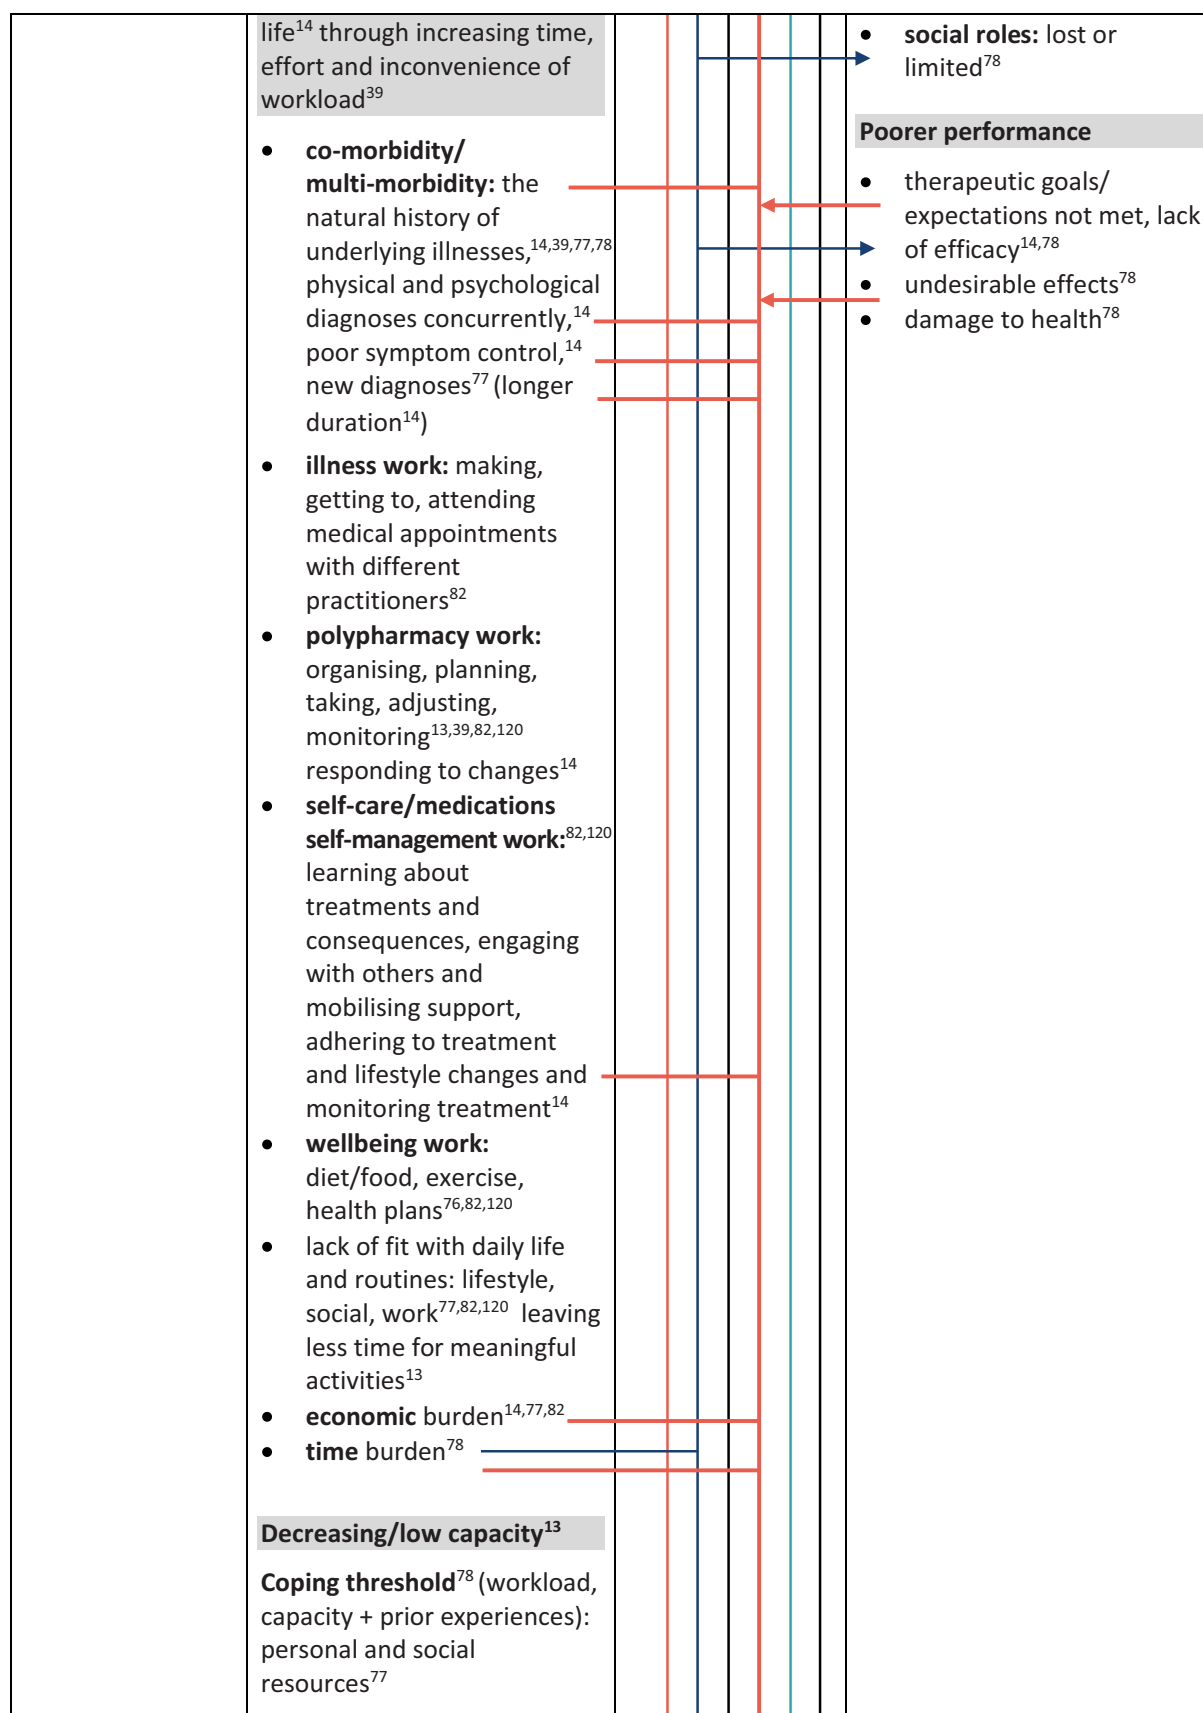 life14 through increasing time,
effort and inconvenience of
workload39
• co-morbidity/
multi-morbidity: the
natural history of
underlying illnesses,14,39,77,78
physical and psychological
diagnoses concurrently,14
poor symptom control,14
new diagnoses77 (longer
duration14)
• illness work: making,
getting to, attending
medical appointments
with different
practitioners82
• polypharmacy work:
organising, planning,
taking, adjusting,
monitoring13,39,82,120
responding to changes14
• self-care/medications
self-management work:82,120
learning about
treatments and
consequences, engaging
with others and
mobilising support,
adhering to treatment
and lifestyle changes and
monitoring treatment14
• wellbeing work:
diet/food, exercise,
health plans76,82,120
• lack of fit with daily life
and routines: lifestyle,
social, work77,82,120 leaving
less time for meaningful
activities13
• economic burden14,77,82
• time burden78
Decreasing/low capacity13
Coping threshold78 (workload,
capacity + prior experiences):
personal and social
resources77
• social roles: lost or
limited78
Poorer performance
• therapeutic goals/
expectations not met, lack
of efficacy14,78
• undesirable effects78
• damage to health78